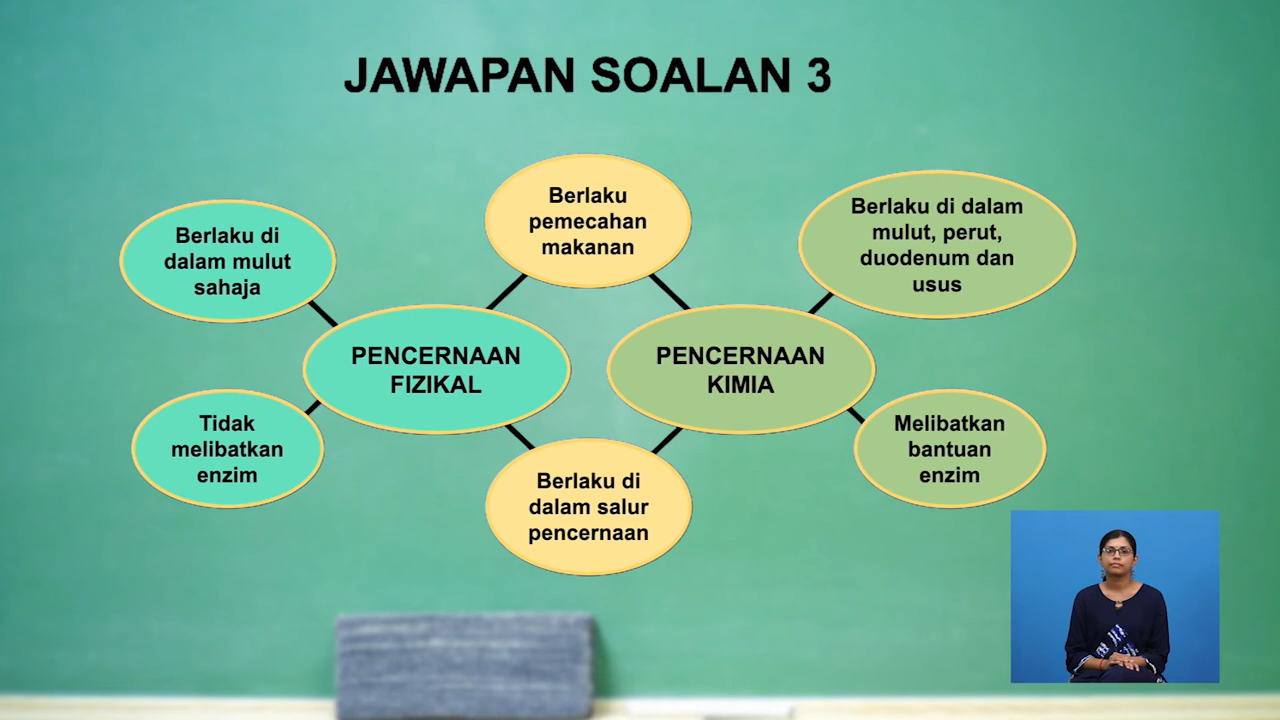 JAWAPAN SOALAN 3
Berlaku di
dalam mulut
sahaja
Berlaku
pemecahan
makanan
Berlaku di dalam
mulut, perut,
duodenum dan
usus
PENCERNAAN
FIZIKAL
PENCERNAAN
KIMIA
Tidak
melibatkan
enzim
Berlaku di
dalam salur
pencernaan
Melibatkan
bantuan
enzim